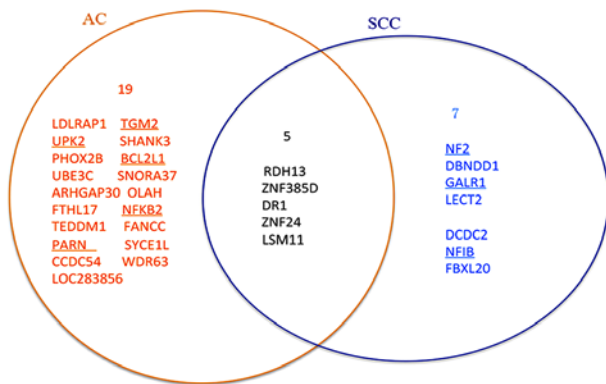 AC
SCC
19
LDLRAP1 TGM2
UPK2 SHANK3
PHOX2B BCL2L1
UBE3C SNORA37
ARHGAP30 OLAH
FTHL17 NFKB2
TEDDM1 FANCC
PARN SYCE1L
CCDC54 WDR63
LOC283856
5
RDH13
ZNF385D
DR1
ZNF24
LSM11
7
NF2
DBNDD1
GALR1
LECT2
DCDC2
NFIB
FBXL20